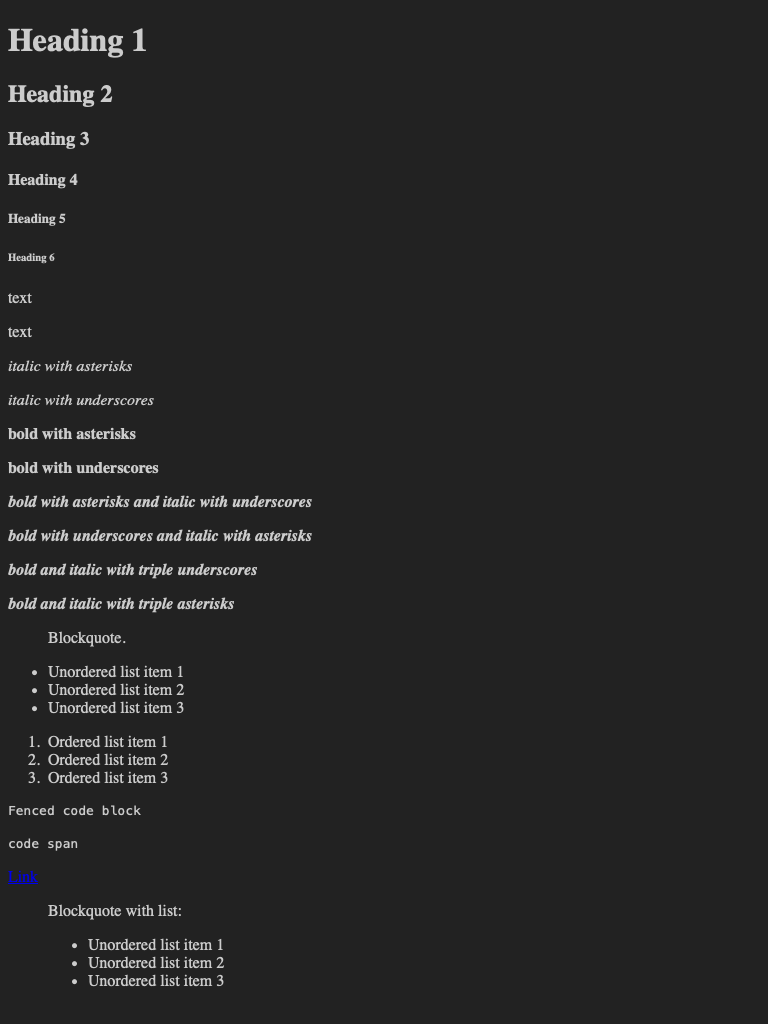 Heading 1
Heading 2
Heading 3
Heading 4
Heading 5
Heading 6
text
text
italic with asterisks
italic with underscores
bold with asterisks
bold with underscores
bold with asterisks and italic with underscores
bold with underscores and italic with asterisks
bold and italic with triple underscores
bold and italic with triple asterisks
Blockquote.
• Unordered list item 1
• Unordered list item 2
• Unordered list item 3
1. Ordered list item 1
2. Ordered list item 2
3. Ordered list item 3
Fenced code block
code span
Link
Blockquote with list:
• Unordered list item 1
• Unordered list item 2
• Unordered list item 3